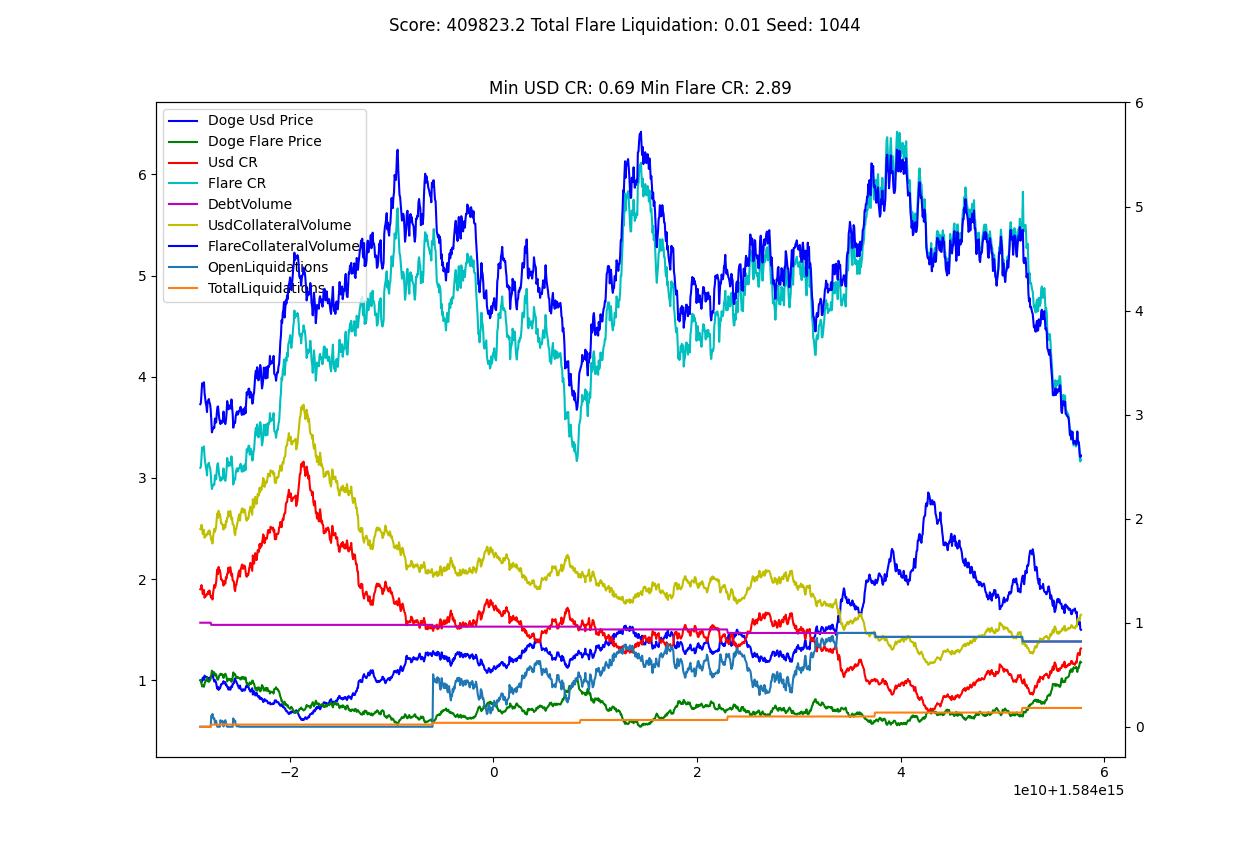 Score: 409823.2 Total Flare Liquidation: 0.01 Seed: 1044
Min USD CR: 0.69 Min Flare CR: 2.89
Doge Usd Price
Doge Flare Price
Usd CR
Flare CR
DebtVolume
UsdCollateralVolume
FlareCollateralVolume
OpenLiquidations
TotalLiquidations
6
5
4
3
2
1
6
5
4
3
2
1
0
−2
0
2
4
6
1e10+1.584e15